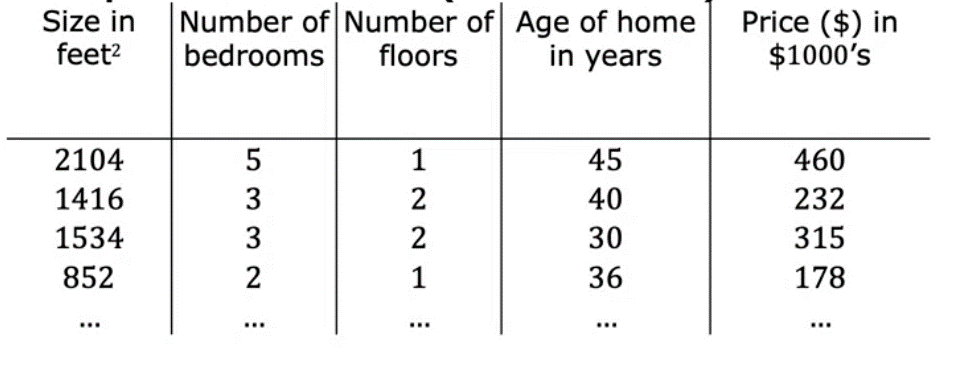 Size in feet² Number of bedrooms Number of floors Age of home in years Price ($) in $1000's
2104 5 1 45 460
1416 3 2 40 232
1534 3 2 30 315
852 2 1 36 178
... ... ... ... ...